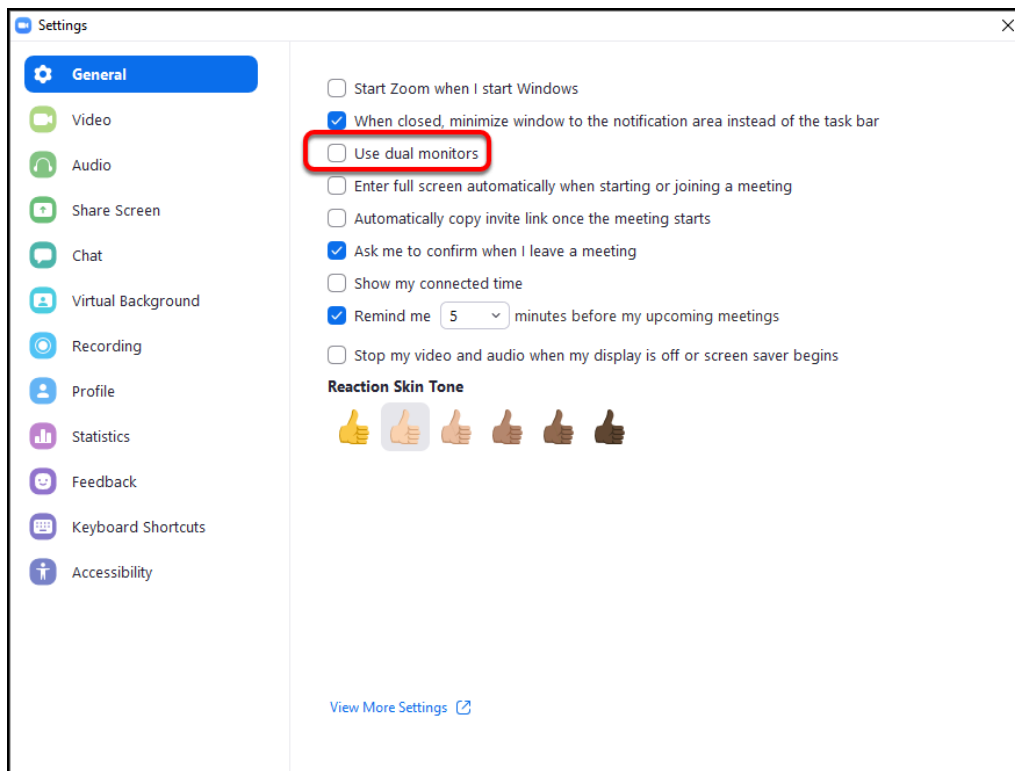 Settings
General
Video
Audio
Share Screen
Chat
Virtual Background
Recording
Profile
Statistics
Feedback
Keyboard Shortcuts
Accessibility
Start Zoom when I start Windows
When closed, minimize window to the notification area instead of the task bar
Use dual monitors
Enter full screen automatically when starting or joining a meeting
Automatically copy invite link once the meeting starts
Ask me to confirm when I leave a meeting
Show my connected time
Remind me 5 minutes before my upcoming meetings
Stop my video and audio when my display is off or screen saver begins
Reaction Skin Tone
View More Settings